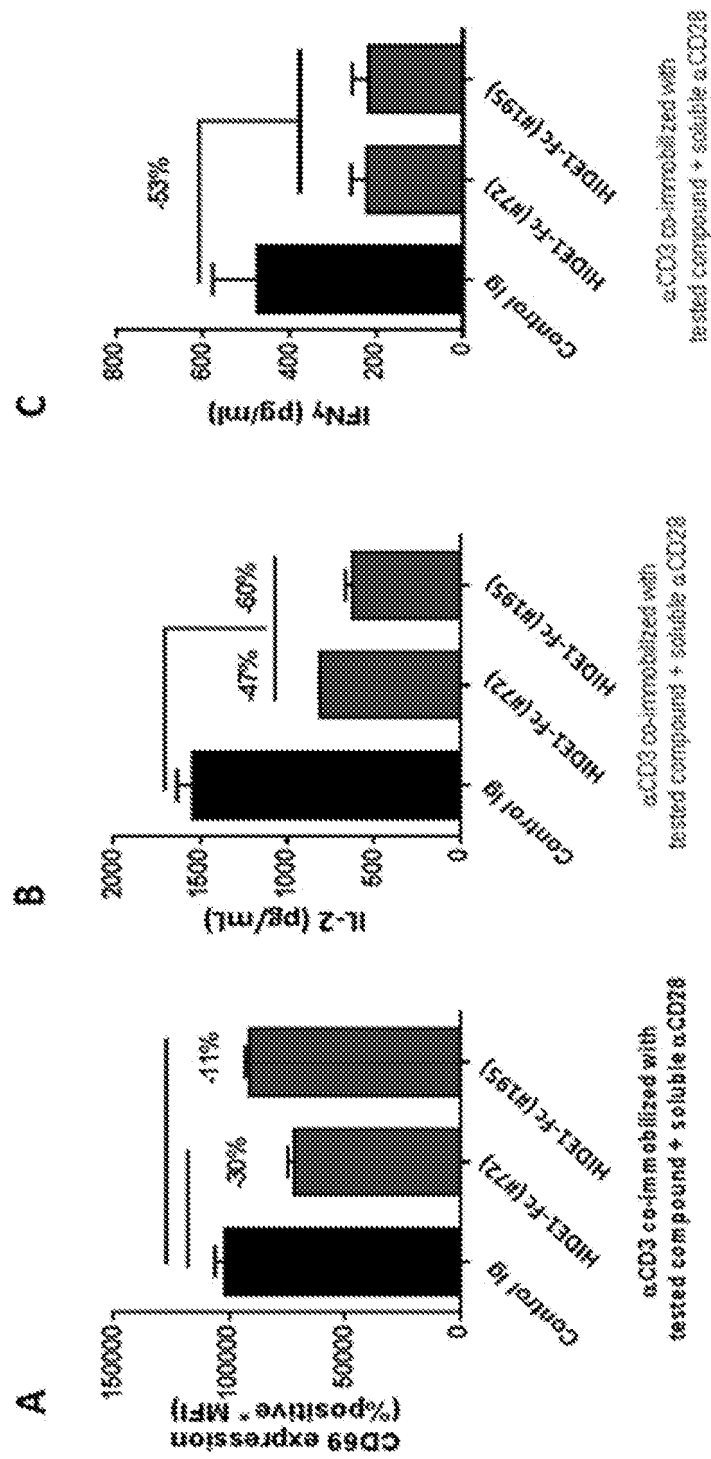 A
CD69 expression
(%positive* MFI)
150000
100000
50000
0
-30%
-11%
Control Ig
HIDE1-Fc (#72)
HIDE1-Fc (#195)
αCD3 co-immobilized with
tested compound + soluble αCD28
B
IL-2 (pg/mL)
2000
1500
1000
500
0
-47%
-60%
Control Ig
HIDE1-Fc (#72)
HIDE1-Fc (#195)
αCD3 co-immobilized with
tested compound + soluble αCD28
C
IFNγ (pg/ml)
800
600
400
200
0
-53%
Control Ig
HIDE1-Fc (#72)
HIDE1-Fc (#195)
αCD3 co-immobilized with
tested compound + soluble αCD28